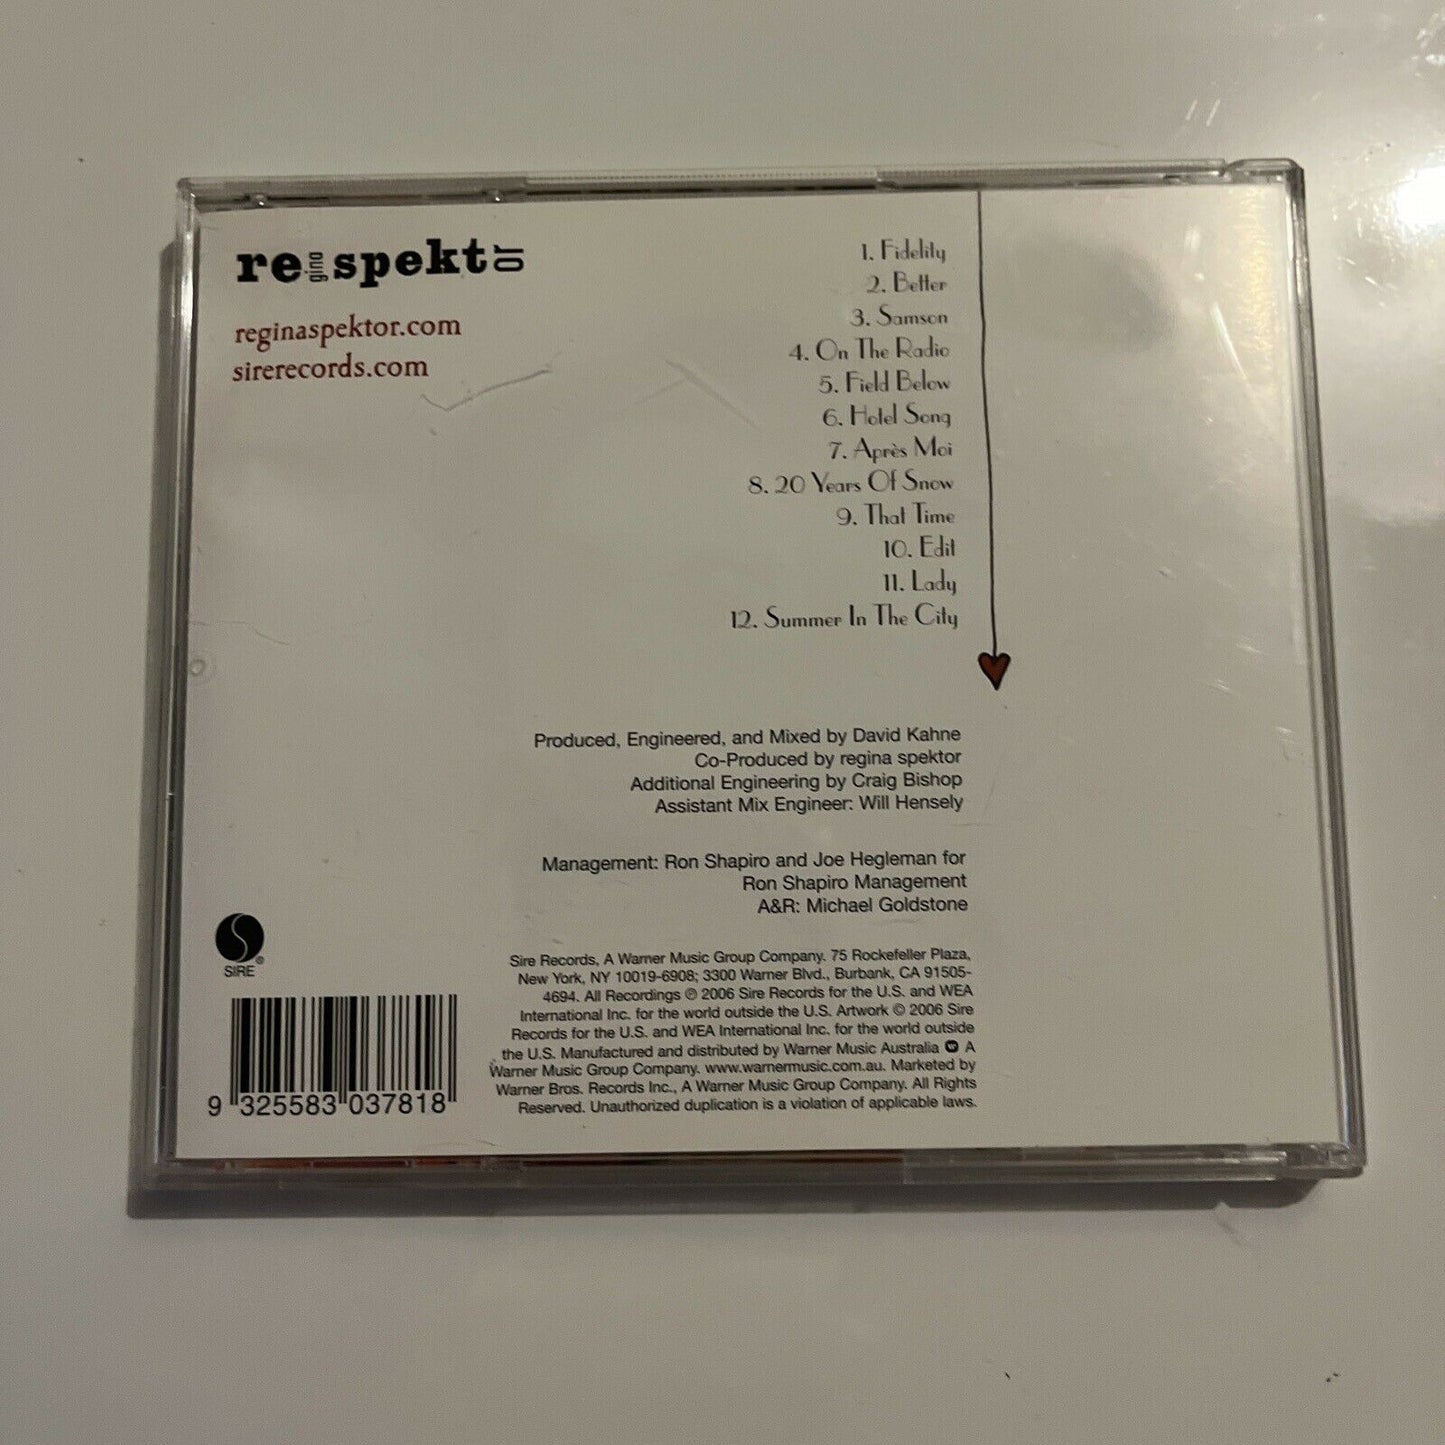 regina spektor
reginaspektor.com
sirerecords.com
1. Fidelity
2. Better
3. Samson
4. On The Radio
5. Field Below
6. Hotel Song
7. Après Moi
8. 20 Years Of Snow
9. That Time
10. Edit
11. Lady
12. Summer In The City
Produced, Engineered, and Mixed by David Kahne
Co-Produced by regina spektor
Additional Engineering by Craig Bishop
Assistant Mix Engineer: Will Hensely
Management: Ron Shapiro and Joe Hegleman for
Ron Shapiro Management
A&R: Michael Goldstone
SIRE®
9 325583 037818
Sire Records, A Warner Music Group Company. 75 Rockefeller Plaza,
New York, NY 10019-6908; 3300 Warner Blvd., Burbank, CA 91505-
4694. All Recordings ℗ 2006 Sire Records for the U.S. and WEA
International Inc. for the world outside the U.S. Artwork © 2006 Sire
Records for the U.S. and WEA International Inc. for the world outside
the U.S. Manufactured and distributed by Warner Music Australia A
Warner Music Group Company. www.warnermusic.com.au. Marketed by
Warner Bros. Records Inc., A Warner Music Group Company. All Rights
Reserved. Unauthorized duplication is a violation of applicable laws.